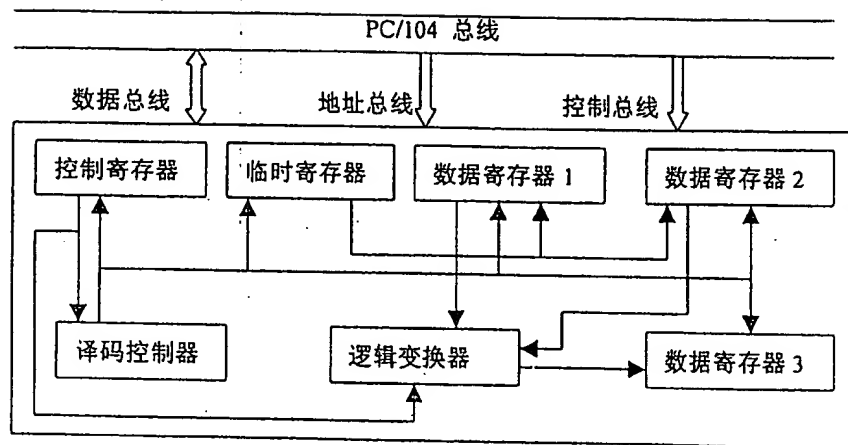 PC/104 总线
数据总线
地址总线
控制总线
控制寄存器
临时寄存器
数据寄存器 1
数据寄存器 2
译码控制器
逻辑变换器
数据寄存器 3